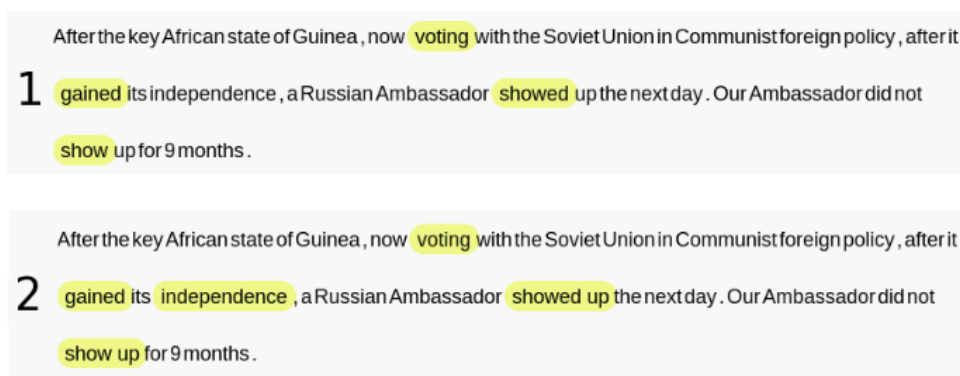 After the key African state of Guinea , now voting with the Soviet Union in Communist foreign policy , after it
1 gained its independence , a Russian Ambassador showed up the next day . Our Ambassador did not
show up for 9 months .
After the key African state of Guinea , now voting with the Soviet Union in Communist foreign policy , after it
2 gained its independence , a Russian Ambassador showed up the next day . Our Ambassador did not
show up for 9 months .